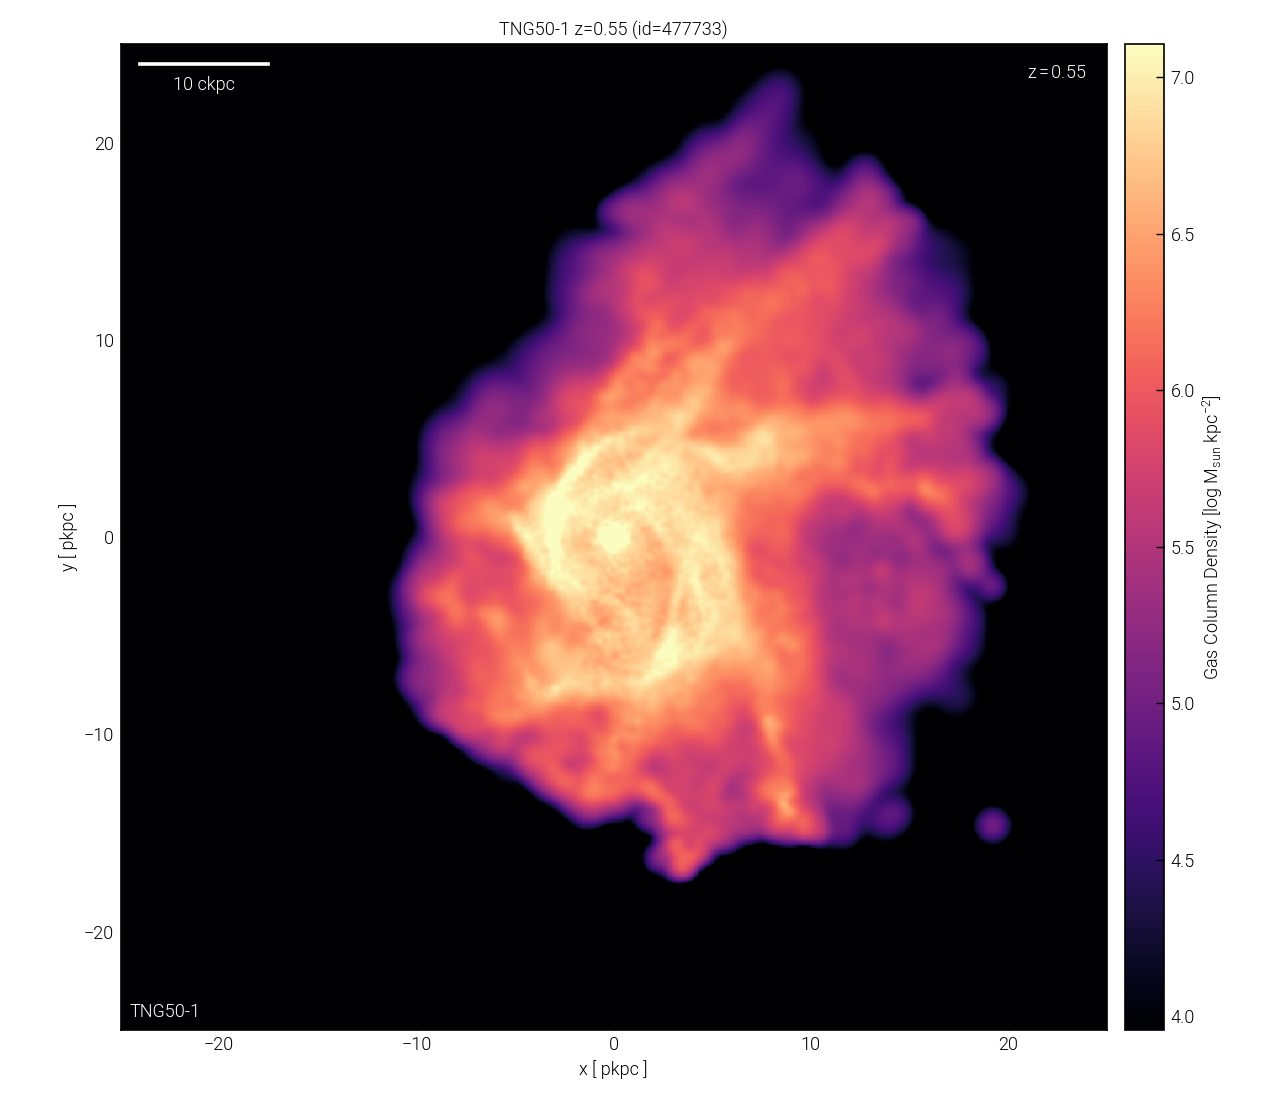 TNG50-1 z=0.55 (id=477733)
10 ckpc
z=0.55
20
10
0
−10
−20
TNG50-1
−20 −10 0 10 20
x [ pkpc ]
y [ pkpc ]
7.0
6.5
6.0
5.5
5.0
4.5
4.0
Gas Column Density [log M_sun kpc⁻²]